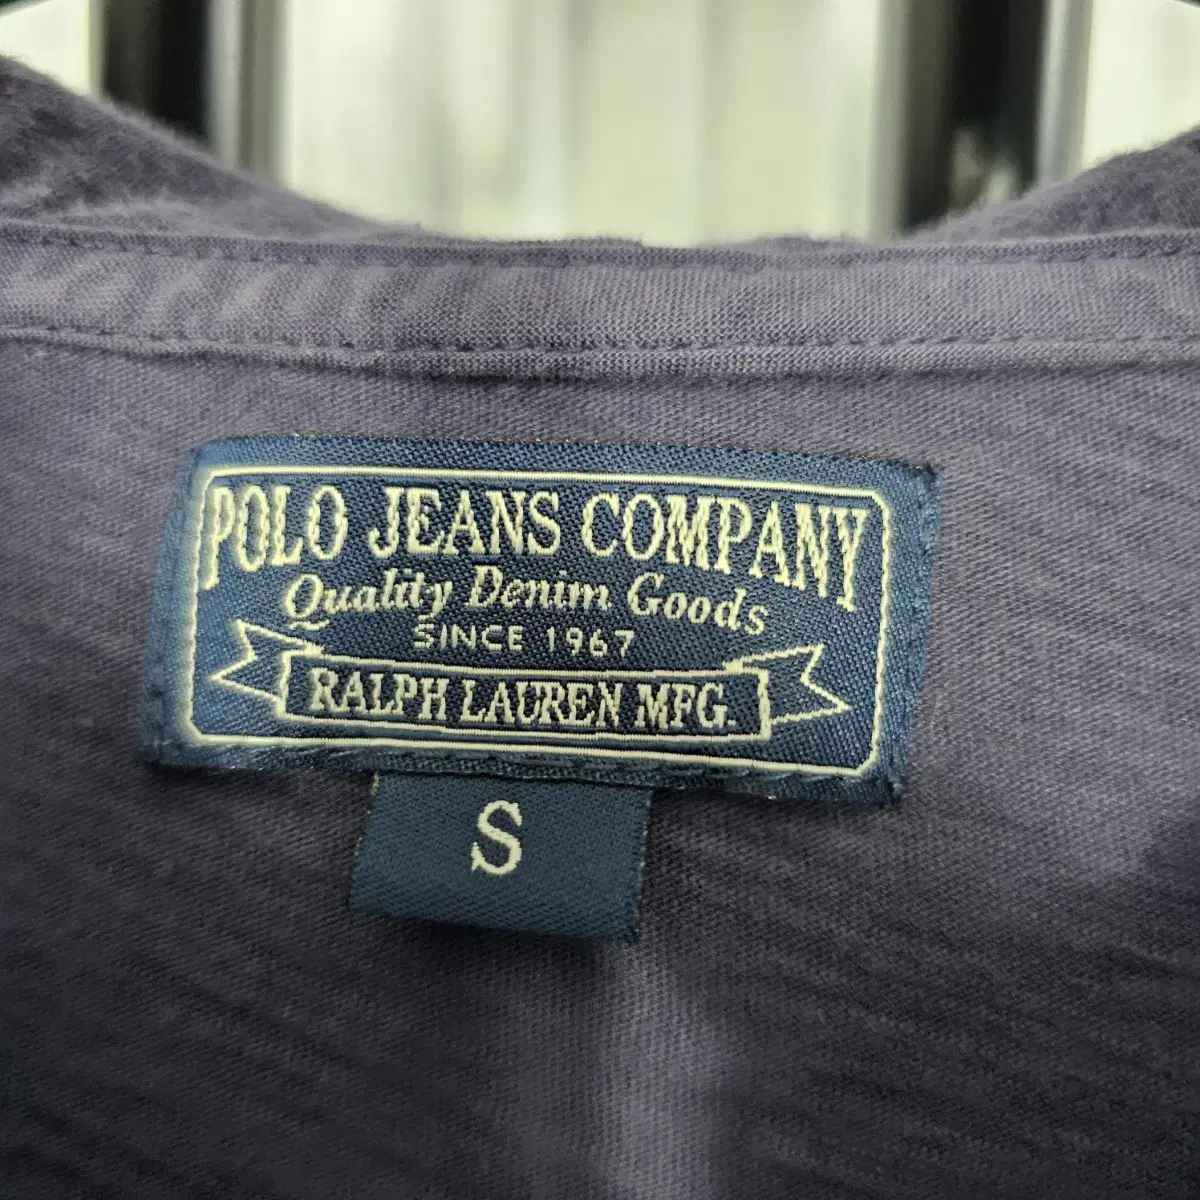 POLO JEANS COMPANY
Quality Denim Goods
SINCE 1967
RALPH LAUREN MFG.
S